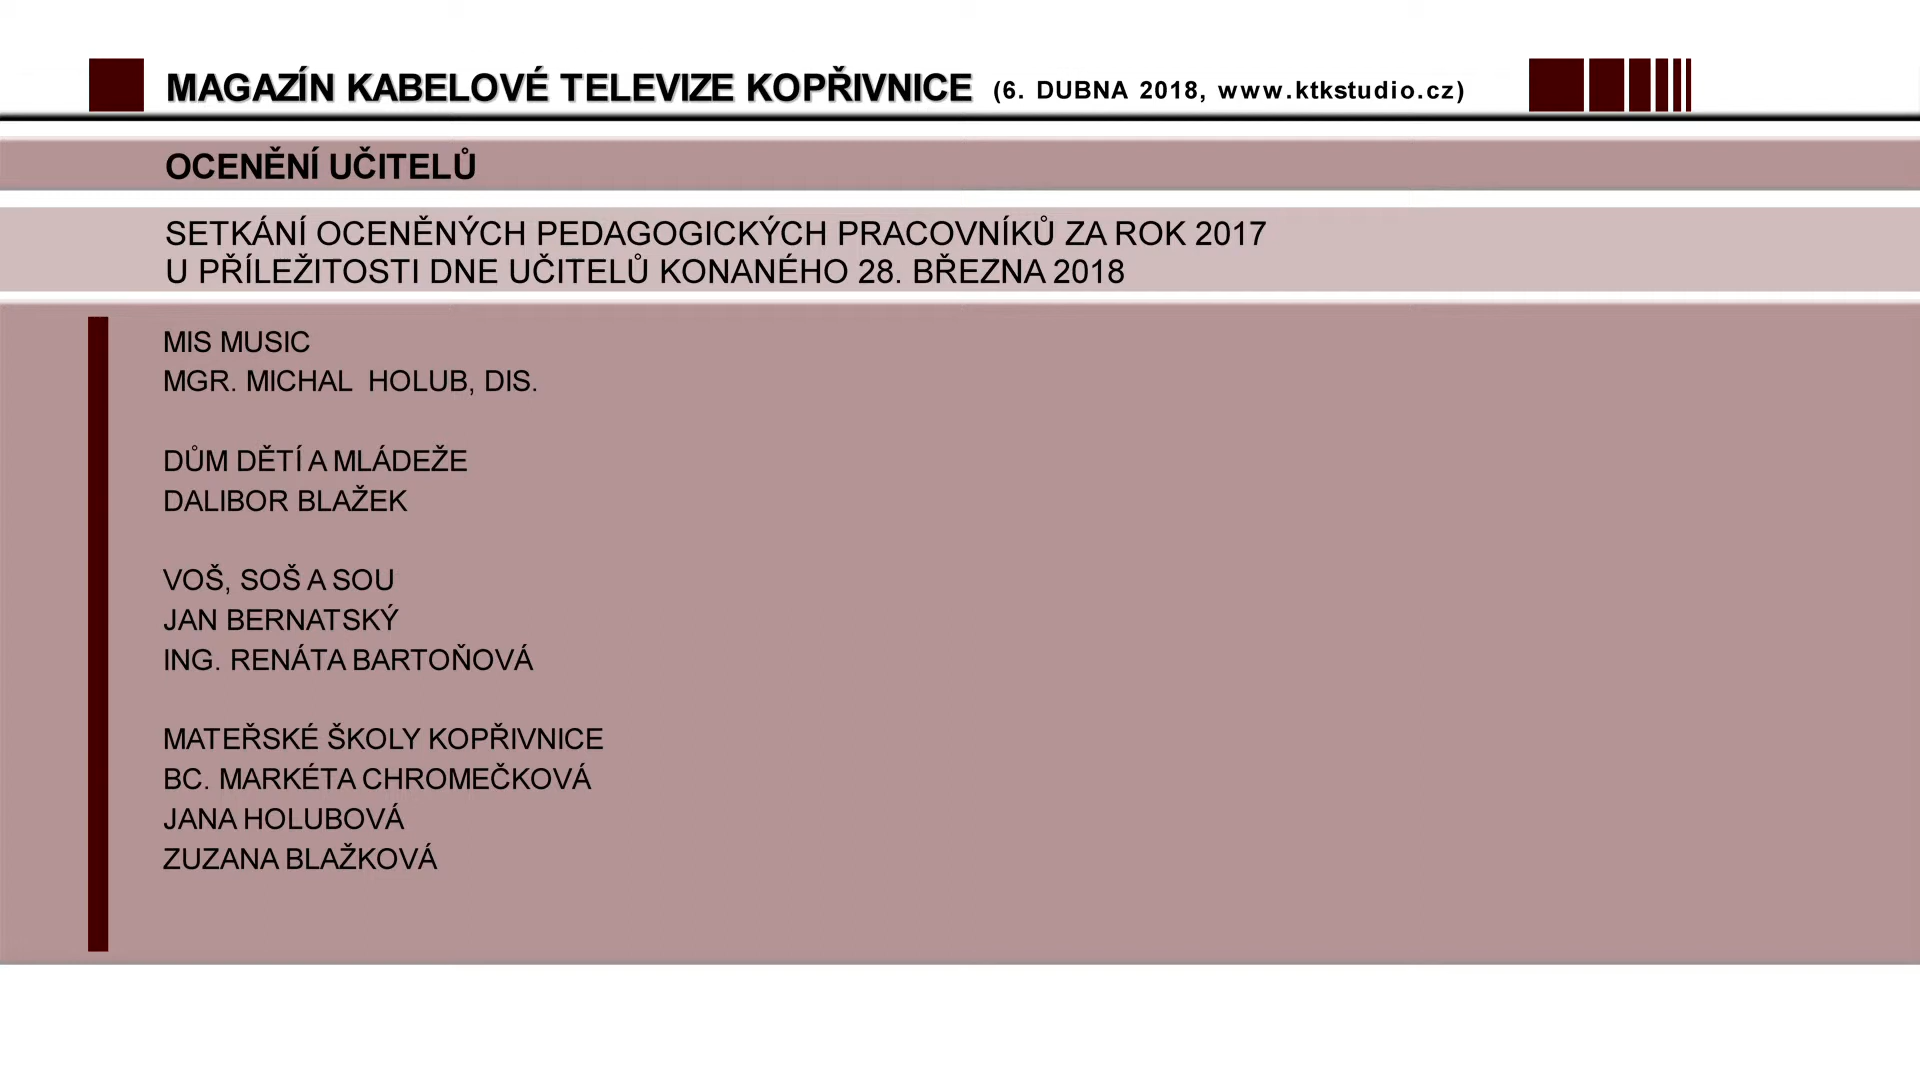 MAGAZÍN KABELOVÉ TELEVIZE KOPŘIVNICE (6. DUBNA 2018, www.ktkstudio.cz)
OCENĚNÍ UČITELŮ
SETKÁNÍ OCENĚNÝCH PEDAGOGICKÝCH PRACOVNÍKŮ ZA ROK 2017
U PŘÍLEŽITOSTI DNE UČITELŮ KONANÉHO 28. BŘEZNA 2018
MIS MUSIC
MGR. MICHAL HOLUB, DIS.
DŮM DĚTÍ A MLÁDEŽE
DALIBOR BLAŽEK
VOŠ, SOŠ A SOU
JAN BERNATSKÝ
ING. RENÁTA BARTOŇOVÁ
MATEŘSKÉ ŠKOLY KOPŘIVNICE
BC. MARKÉTA CHROMEČKOVÁ
JANA HOLUBOVÁ
ZUZANA BLAŽKOVÁ